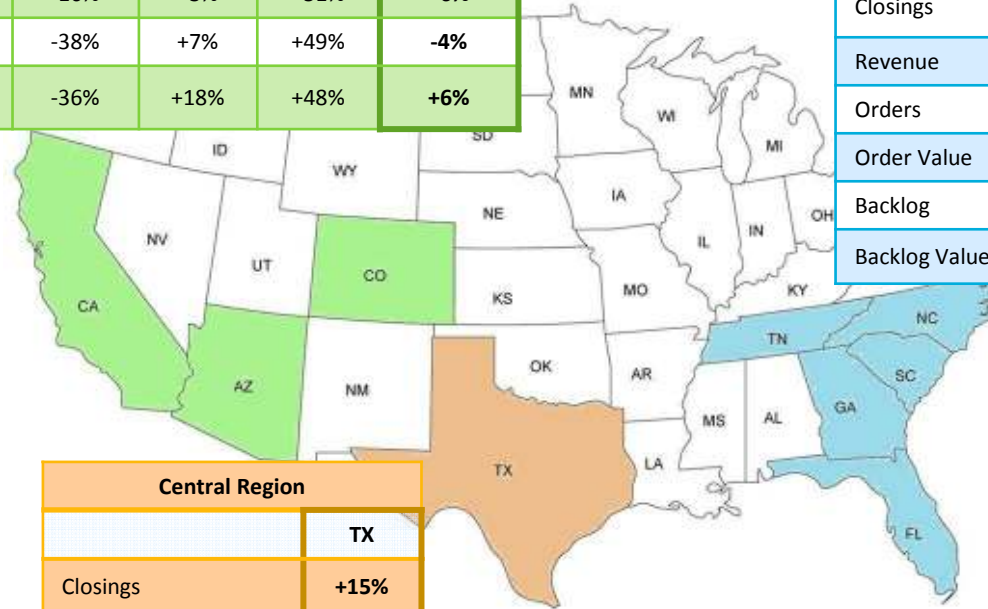 -38% +7% +49% -4%
-36% +18% +48% +6%
Closings
Revenue
Orders
Order Value
Backlog
Backlog Value
SD
MN
WI
MI
ID
WY
IA
NE
NV
UT
CO
IL
IN
OH
CA
KS
MO
KY
NC
TN
AZ
NM
OK
AR
SC
GA
MS
AL
TX
LA
FL
Central Region
TX
Closings +15%